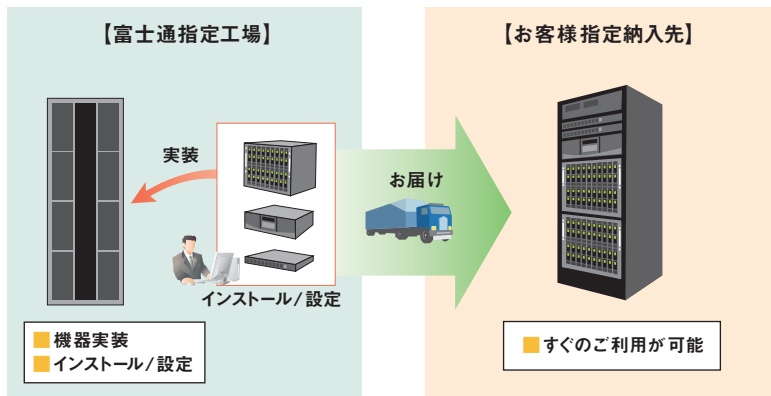 【富士通指定工場】
【お客様指定納入先】
実装
お届け
インストール/設定
■機器実装
■インストール/設定
■すぐのご利用が可能